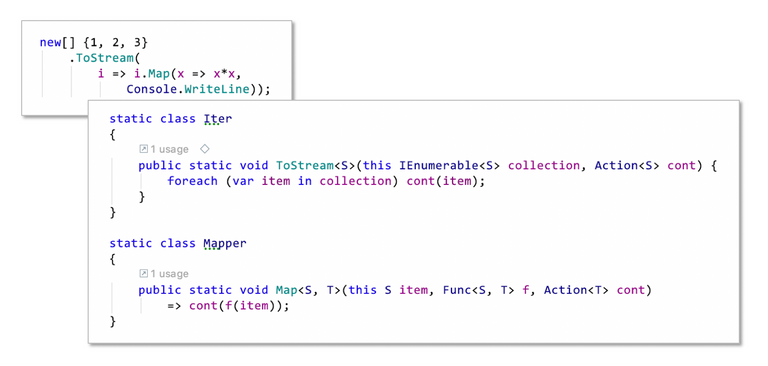 new[] {1, 2, 3}
.ToStream(
i => i.Map(x => x*x,
Console.WriteLine));
static class Iter
{
1 usage
public static void ToStream<S>(this IEnumerable<S> collection, Action<S> cont) {
foreach (var item in collection) cont(item);
}
}
static class Mapper
{
1 usage
public static void Map<S, T>(this S item, Func<S, T> f, Action<T> cont)
=> cont(f(item));
}